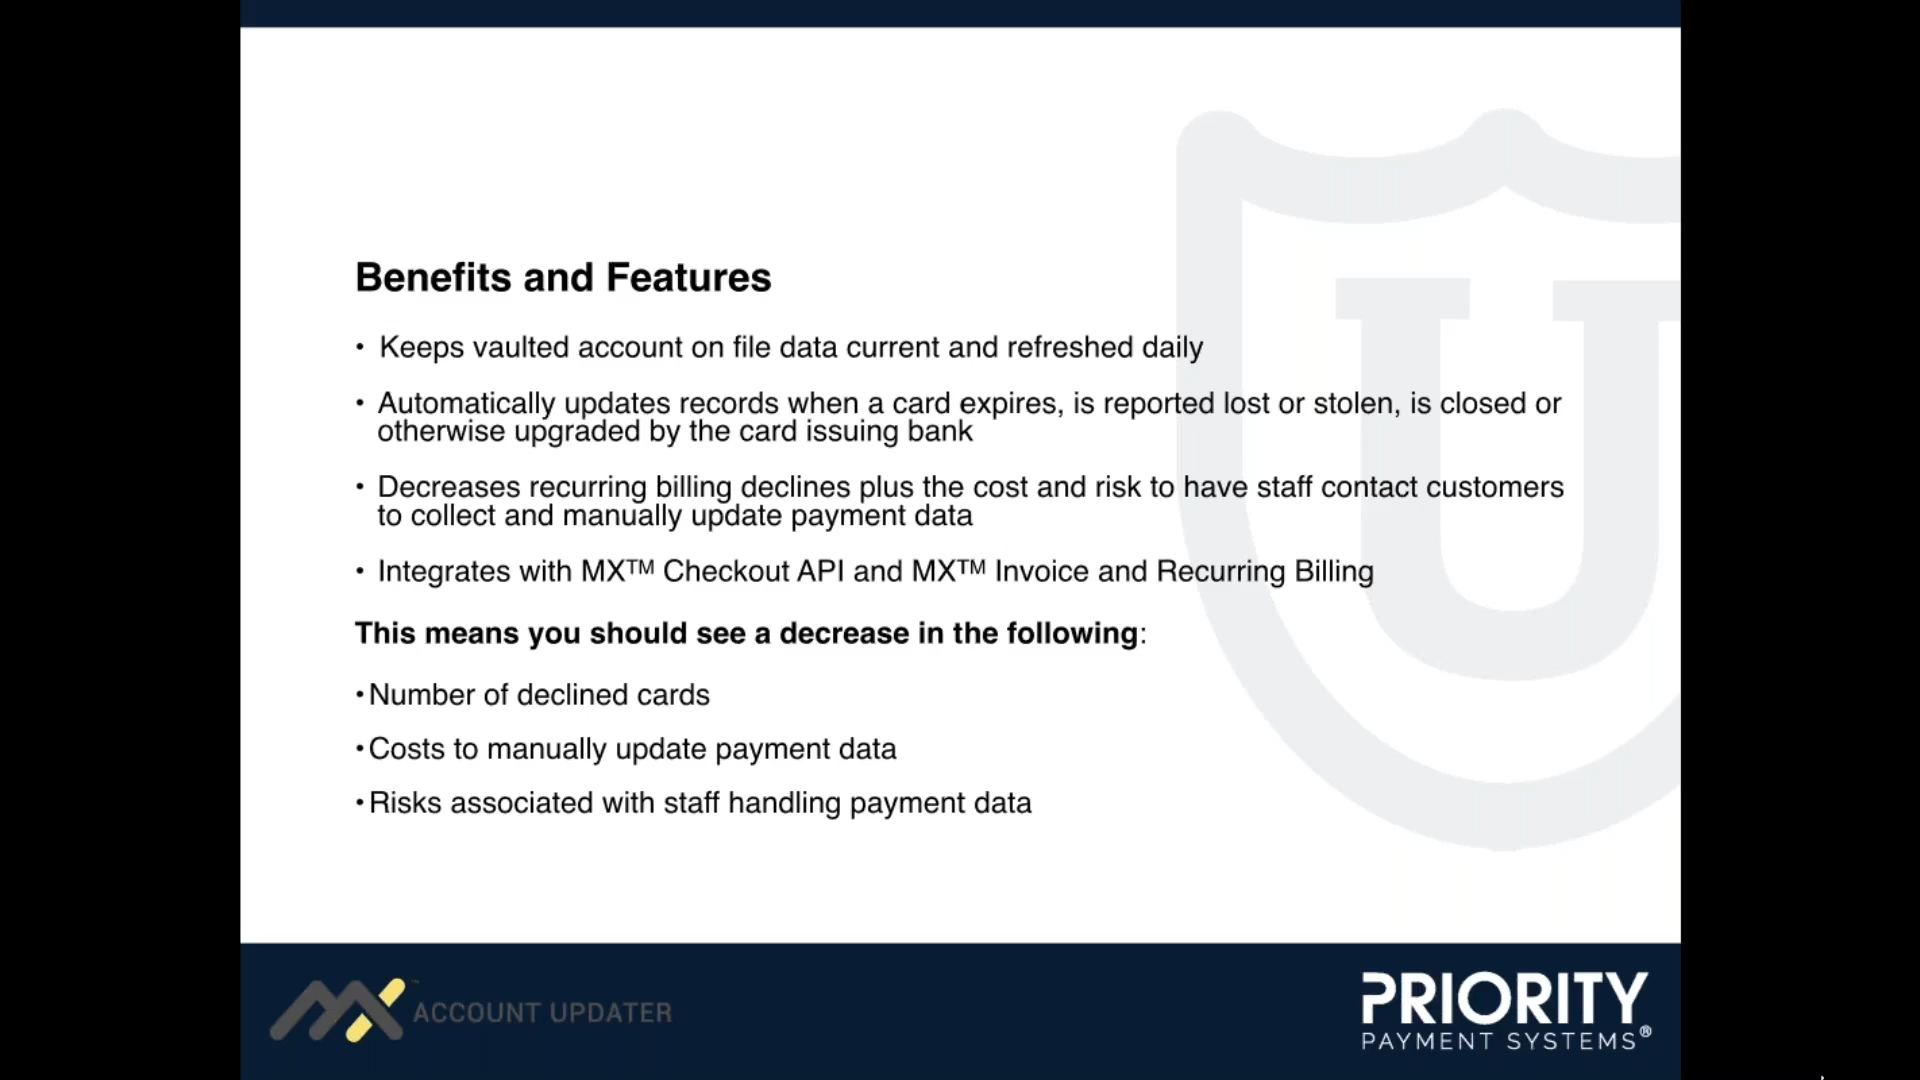 Benefits and Features
• Keeps vaulted account on file data current and refreshed daily
• Automatically updates records when a card expires, is reported lost or stolen, is closed or
otherwise upgraded by the card issuing bank
• Decreases recurring billing declines plus the cost and risk to have staff contact customers
to collect and manually update payment data
• Integrates with MX™ Checkout API and MX™ Invoice and Recurring Billing
This means you should see a decrease in the following:
• Number of declined cards
• Costs to manually update payment data
• Risks associated with staff handling payment data
U
MX™ ACCOUNT UPDATER
PRIORITY
PAYMENT SYSTEMS®